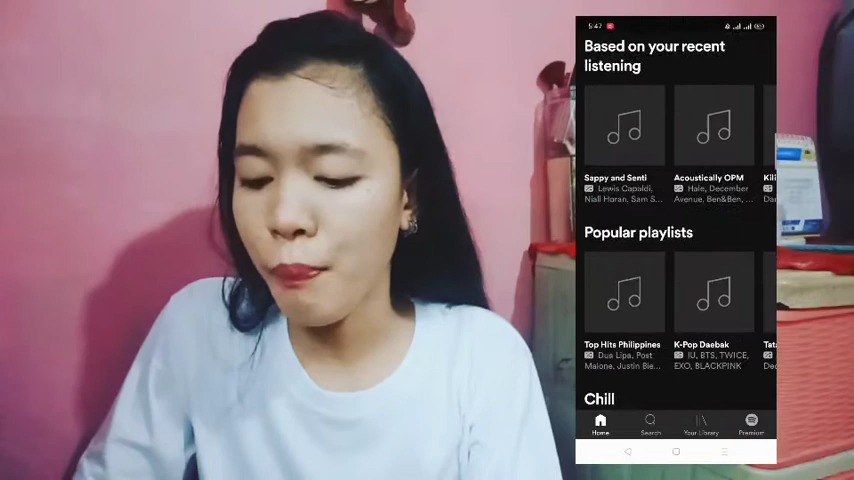 5:47
Based on your recent
listening
Sappy and Senti
Lewis Capaldi,
Niall Horan, Sam S...
Acoustically OPM
Hale, December
Avenue, Ben&Ben, ...
Popular playlists
Top Hits Philippines
Dua Lipa, Post
Malone, Justin Bie...
K-Pop Daebak
IU, BTS, TWICE,
EXO, BLACKPINK
Chill
Home
Search
Your Library
Premium